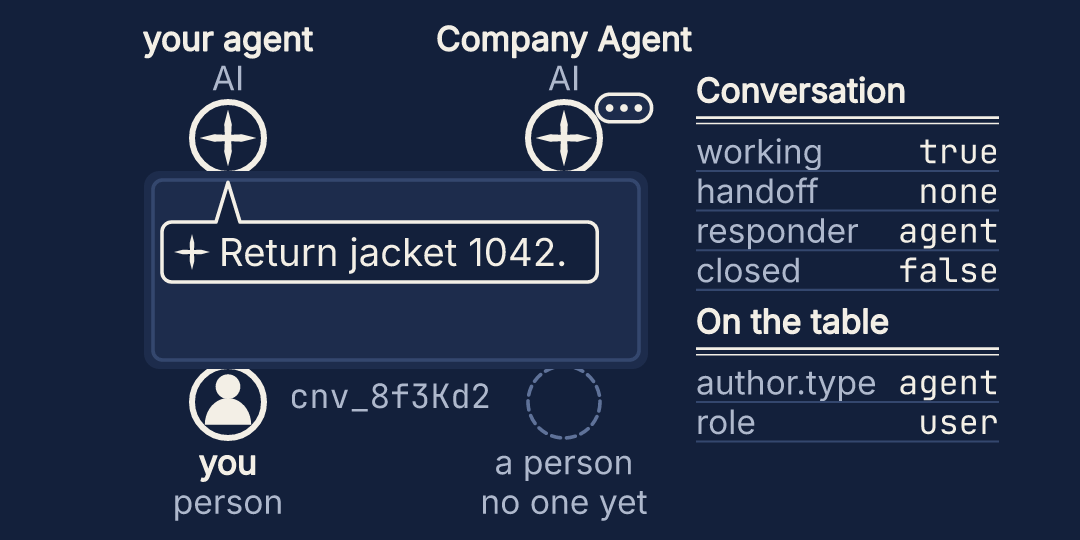 your agent
AI
Company Agent
AI
Return jacket 1042.
cnv_8f3Kd2
you
person
a person
no one yet
Conversation
working true
handoff none
responder agent
closed false
On the table
author.type agent
role user